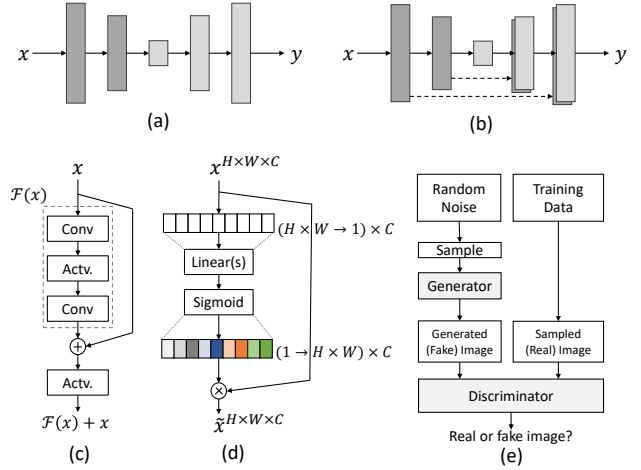 x
y
(a)
x
y
(b)
x
ℱ(x)
Conv
Actv.
Conv
+
Actv.
ℱ(x) + x
(c)
x^{H×W×C}
(H × W → 1) × C
Linear(s)
Sigmoid
(1 → H × W) × C
×
x̃^{H×W×C}
(d)
Random
Noise
Training
Data
Sample
Generator
Generated
(Fake) Image
Sampled
(Real) Image
Discriminator
Real or fake image?
(e)